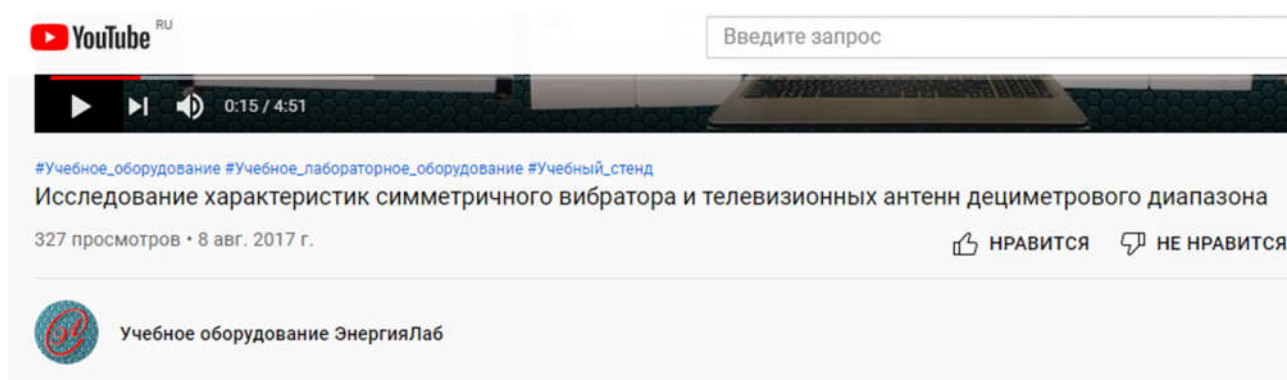 YouTube RU
Введите запрос
0:15 / 4:51
#Учебное_оборудование #Учебное_лабораторное_оборудование #Учебный_стенд
Исследование характеристик симметричного вибратора и телевизионных антенн дециметрового диапазона
327 просмотров • 8 авг. 2017 г.
НРАВИТСЯ НЕ НРАВИТСЯ
Учебное оборудование ЭнергияЛаб